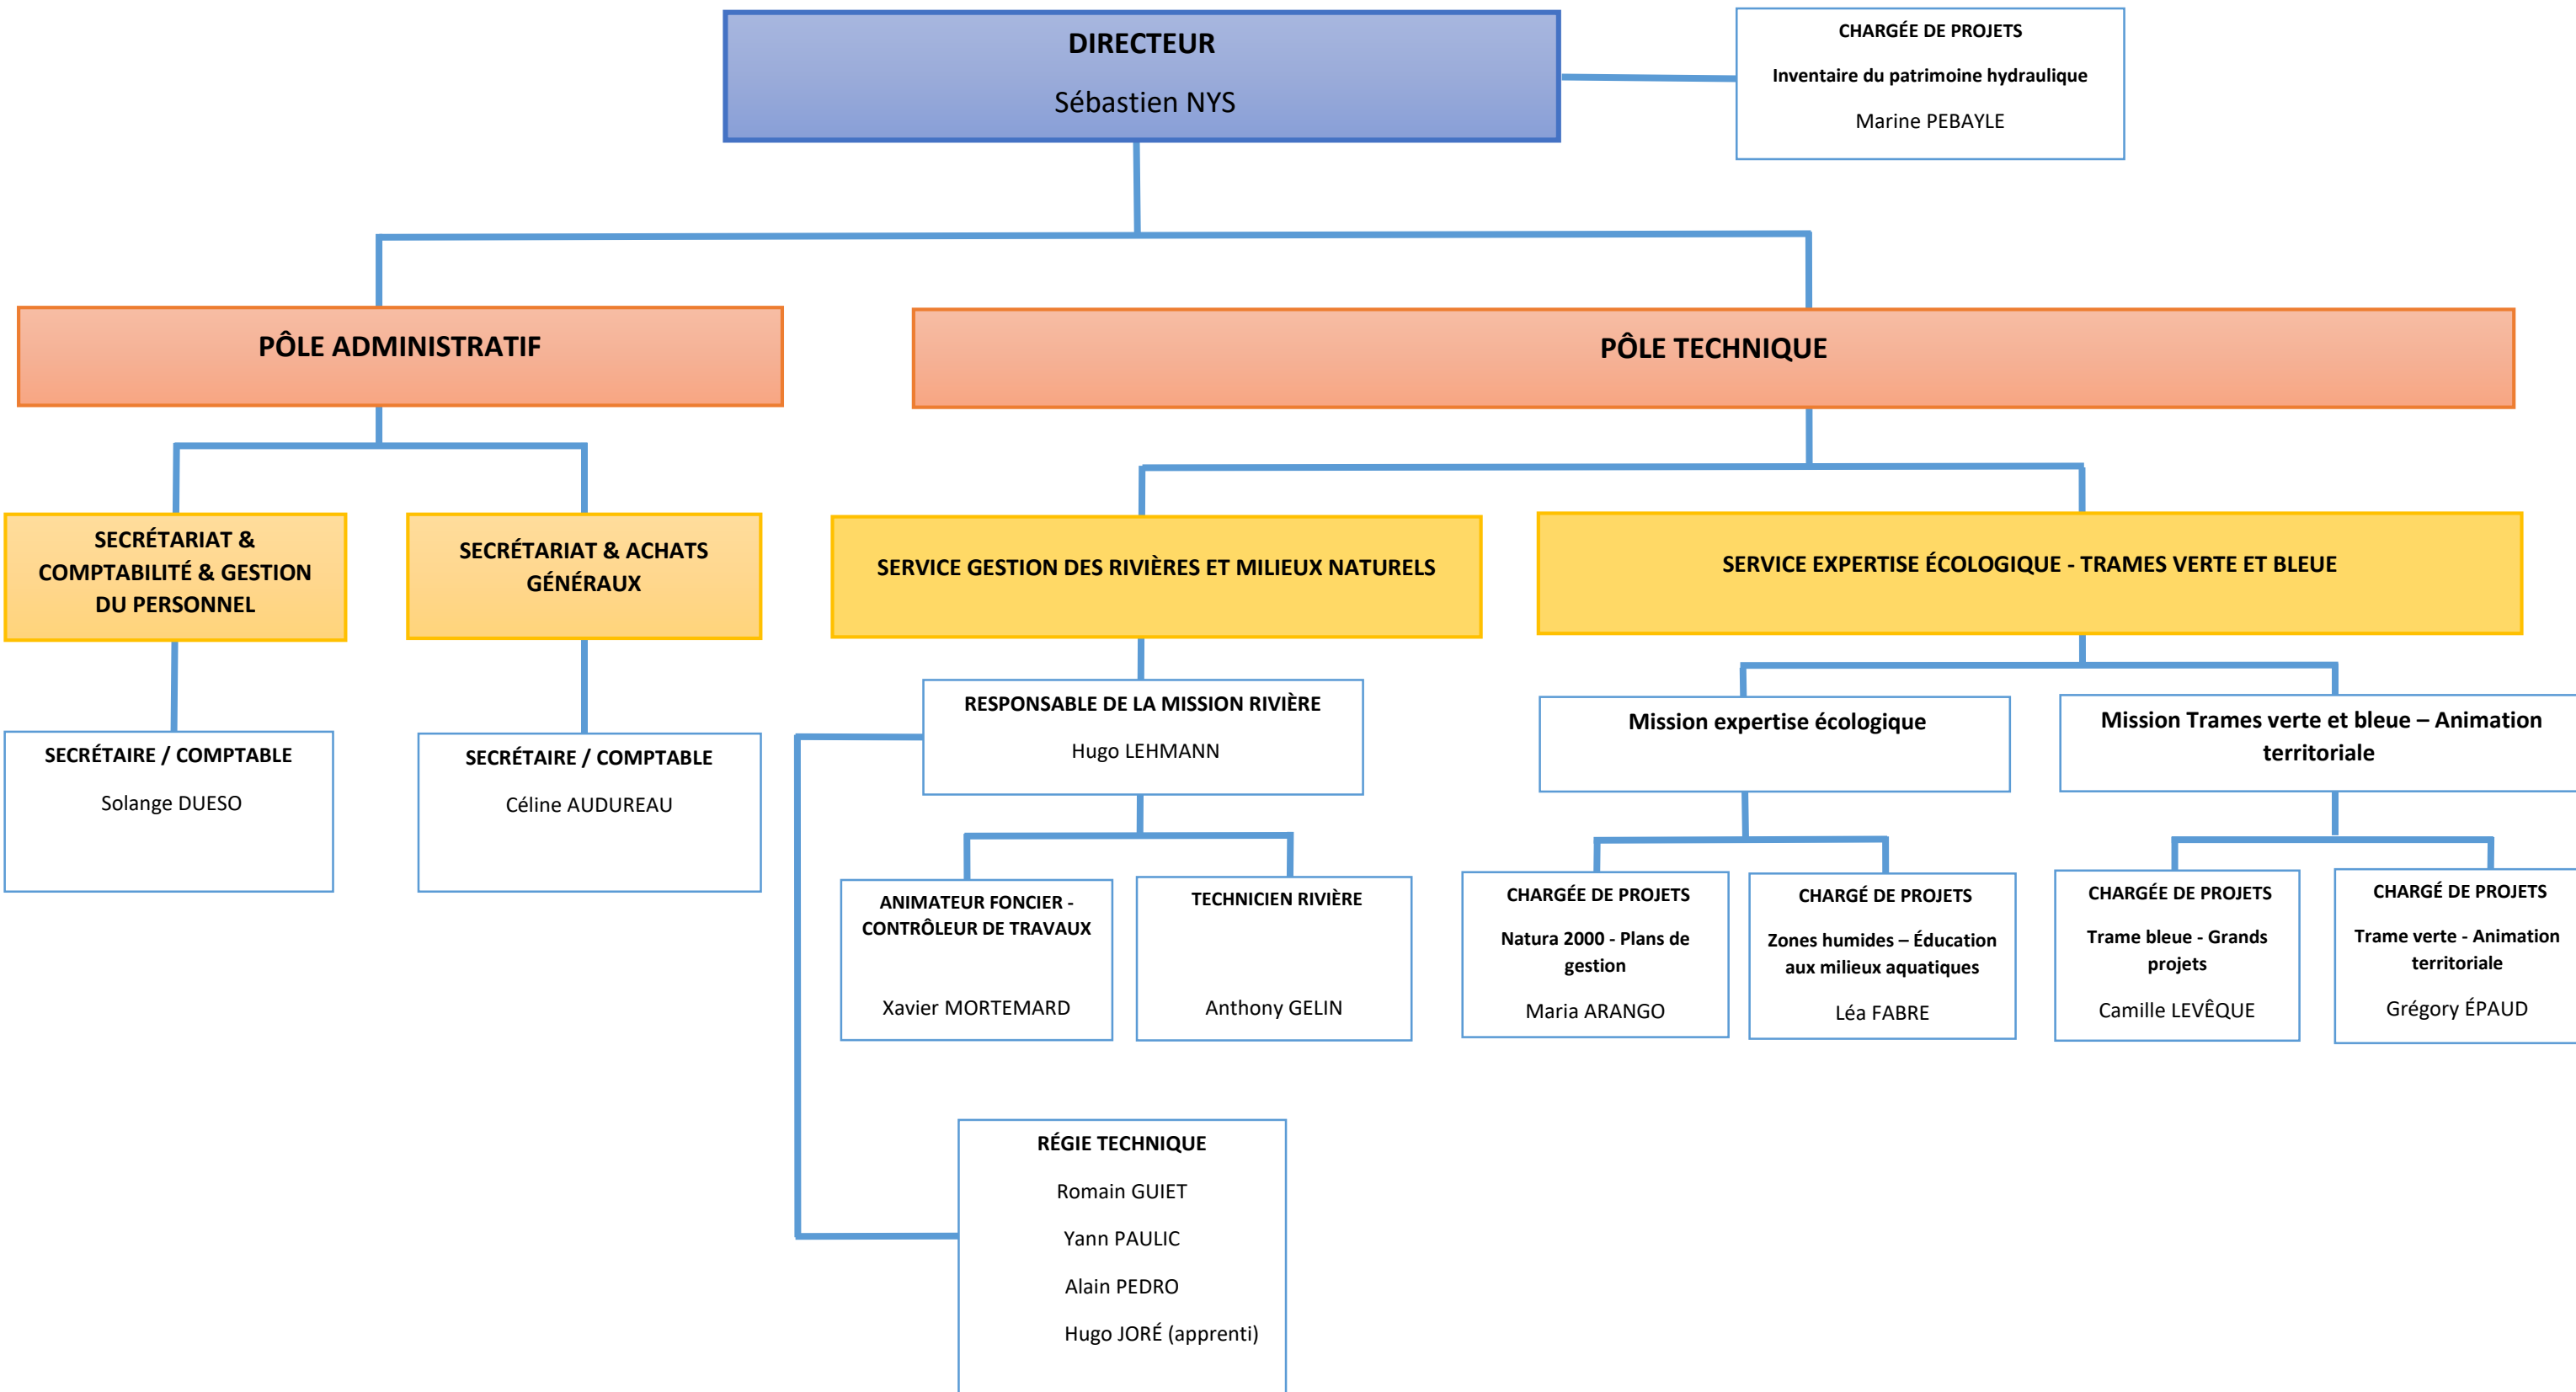 DIRECTEUR
Sébastien NYS
CHARGÉE DE PROJETS
Inventaire du patrimoine hydraulique
Marine PEBAYLE
PÔLE ADMINISTRATIF
PÔLE TECHNIQUE
SECRÉTARIAT &
COMPTABILITÉ & GESTION
DU PERSONNEL
SECRÉTARIAT & ACHATS
GÉNÉRAUX
SERVICE GESTION DES RIVIÈRES ET MILIEUX NATURELS
SERVICE EXPERTISE ÉCOLOGIQUE - TRAMES VERTE ET BLEUE
SECRÉTAIRE / COMPTABLE
Solange DUESO
SECRÉTAIRE / COMPTABLE
Céline AUDUREAU
RESPONSABLE DE LA MISSION RIVIÈRE
Hugo LEHMANN
Mission expertise écologique
Mission Trames verte et bleue – Animation
territoriale
ANIMATEUR FONCIER -
CONTRÔLEUR DE TRAVAUX
Xavier MORTEMARD
TECHNICIEN RIVIÈRE
Anthony GELIN
CHARGÉE DE PROJETS
Natura 2000 - Plans de
gestion
Maria ARANGO
CHARGÉ DE PROJETS
Zones humides – Éducation
aux milieux aquatiques
Léa FABRE
CHARGÉE DE PROJETS
Trame bleue - Grands
projets
Camille LEVÊQUE
CHARGÉ DE PROJETS
Trame verte - Animation
territoriale
Grégory ÉPAUD
RÉGIE TECHNIQUE
Romain GUIET
Yann PAULIC
Alain PEDRO
Hugo JORÉ (apprenti)